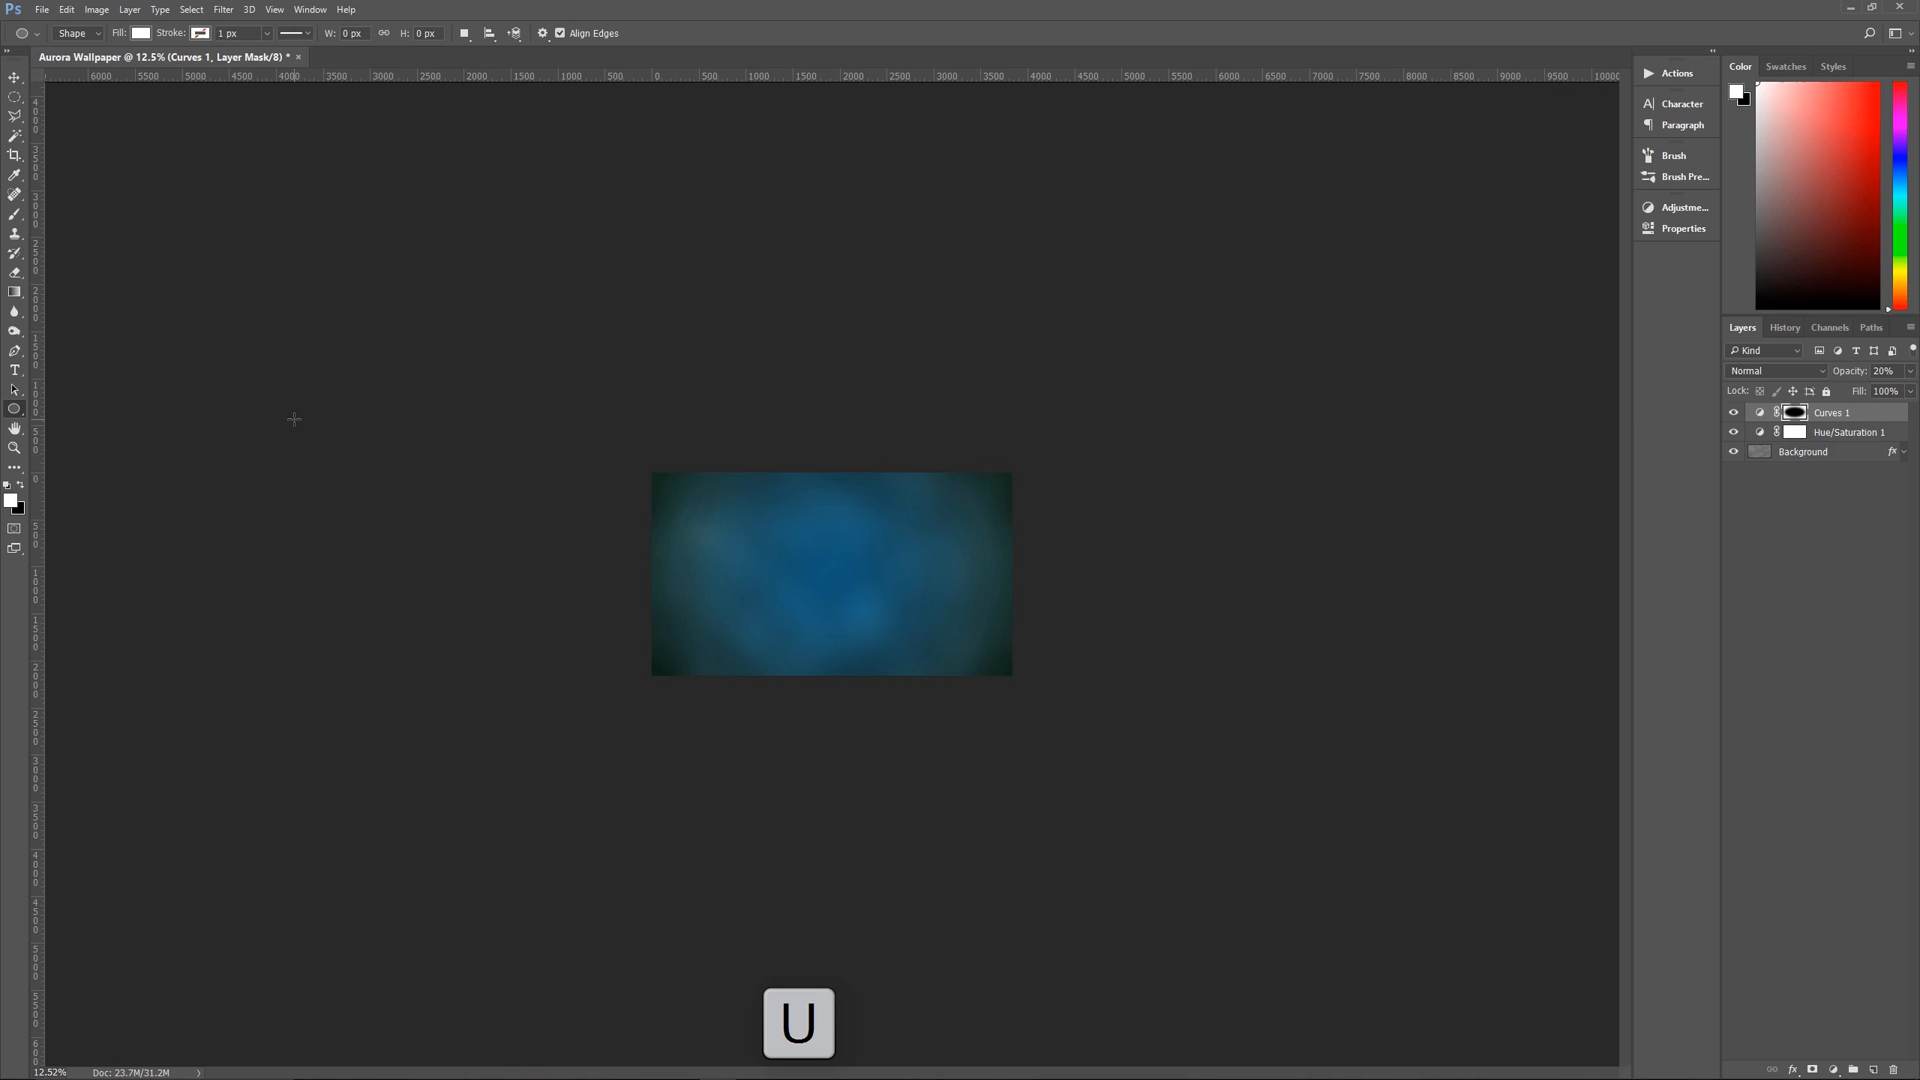 Ps File Edit Image Layer Type Select Filter 3D View Window Help
Shape Fill: Stroke: 1 px W: 0 px H: 0 px Align Edges
Aurora Wallpaper @ 12.5% (Curves 1, Layer Mask/8) * ×
6000 5500 5000 4500 4000 3500 3000 2500 2000 1500 1000 500 0 500 1000 1500 2000 2500 3000 3500 4000 4500 5000 5500 6000 6500 7000 7500 8000 8500 9000 9500 10000
Actions
Character
Paragraph
Brush
Brush Pre...
Adjustme...
Properties
Color Swatches Styles
Layers History Channels Paths
Kind
Normal Opacity: 20%
Lock: Fill: 100%
Curves 1
Hue/Saturation 1
Background fx
U
12.52% Doc: 23.7M/31.2M